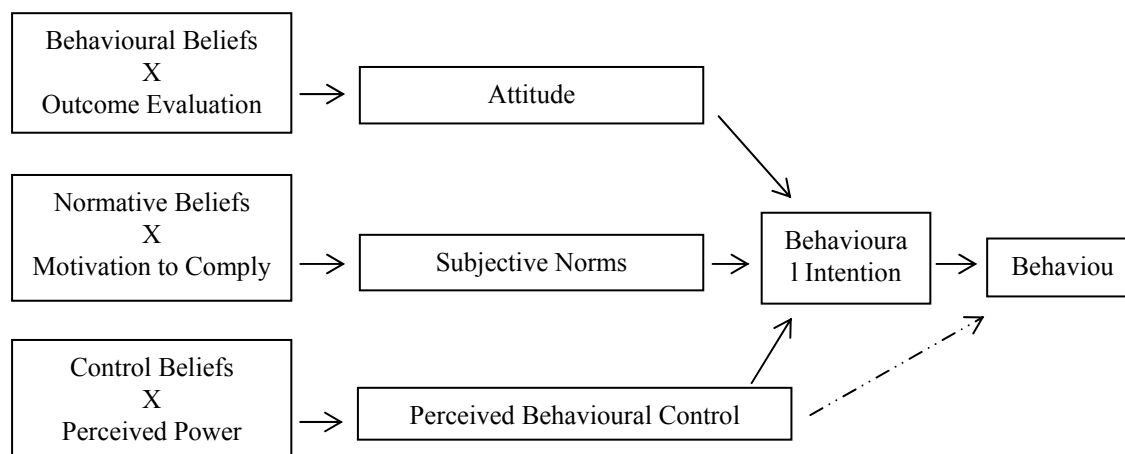 Behavioural Beliefs
X
Outcome Evaluation
Attitude
Normative Beliefs
X
Motivation to Comply
Subjective Norms
Behavioura
l Intention
Behaviou
Control Beliefs
X
Perceived Power
Perceived Behavioural Control